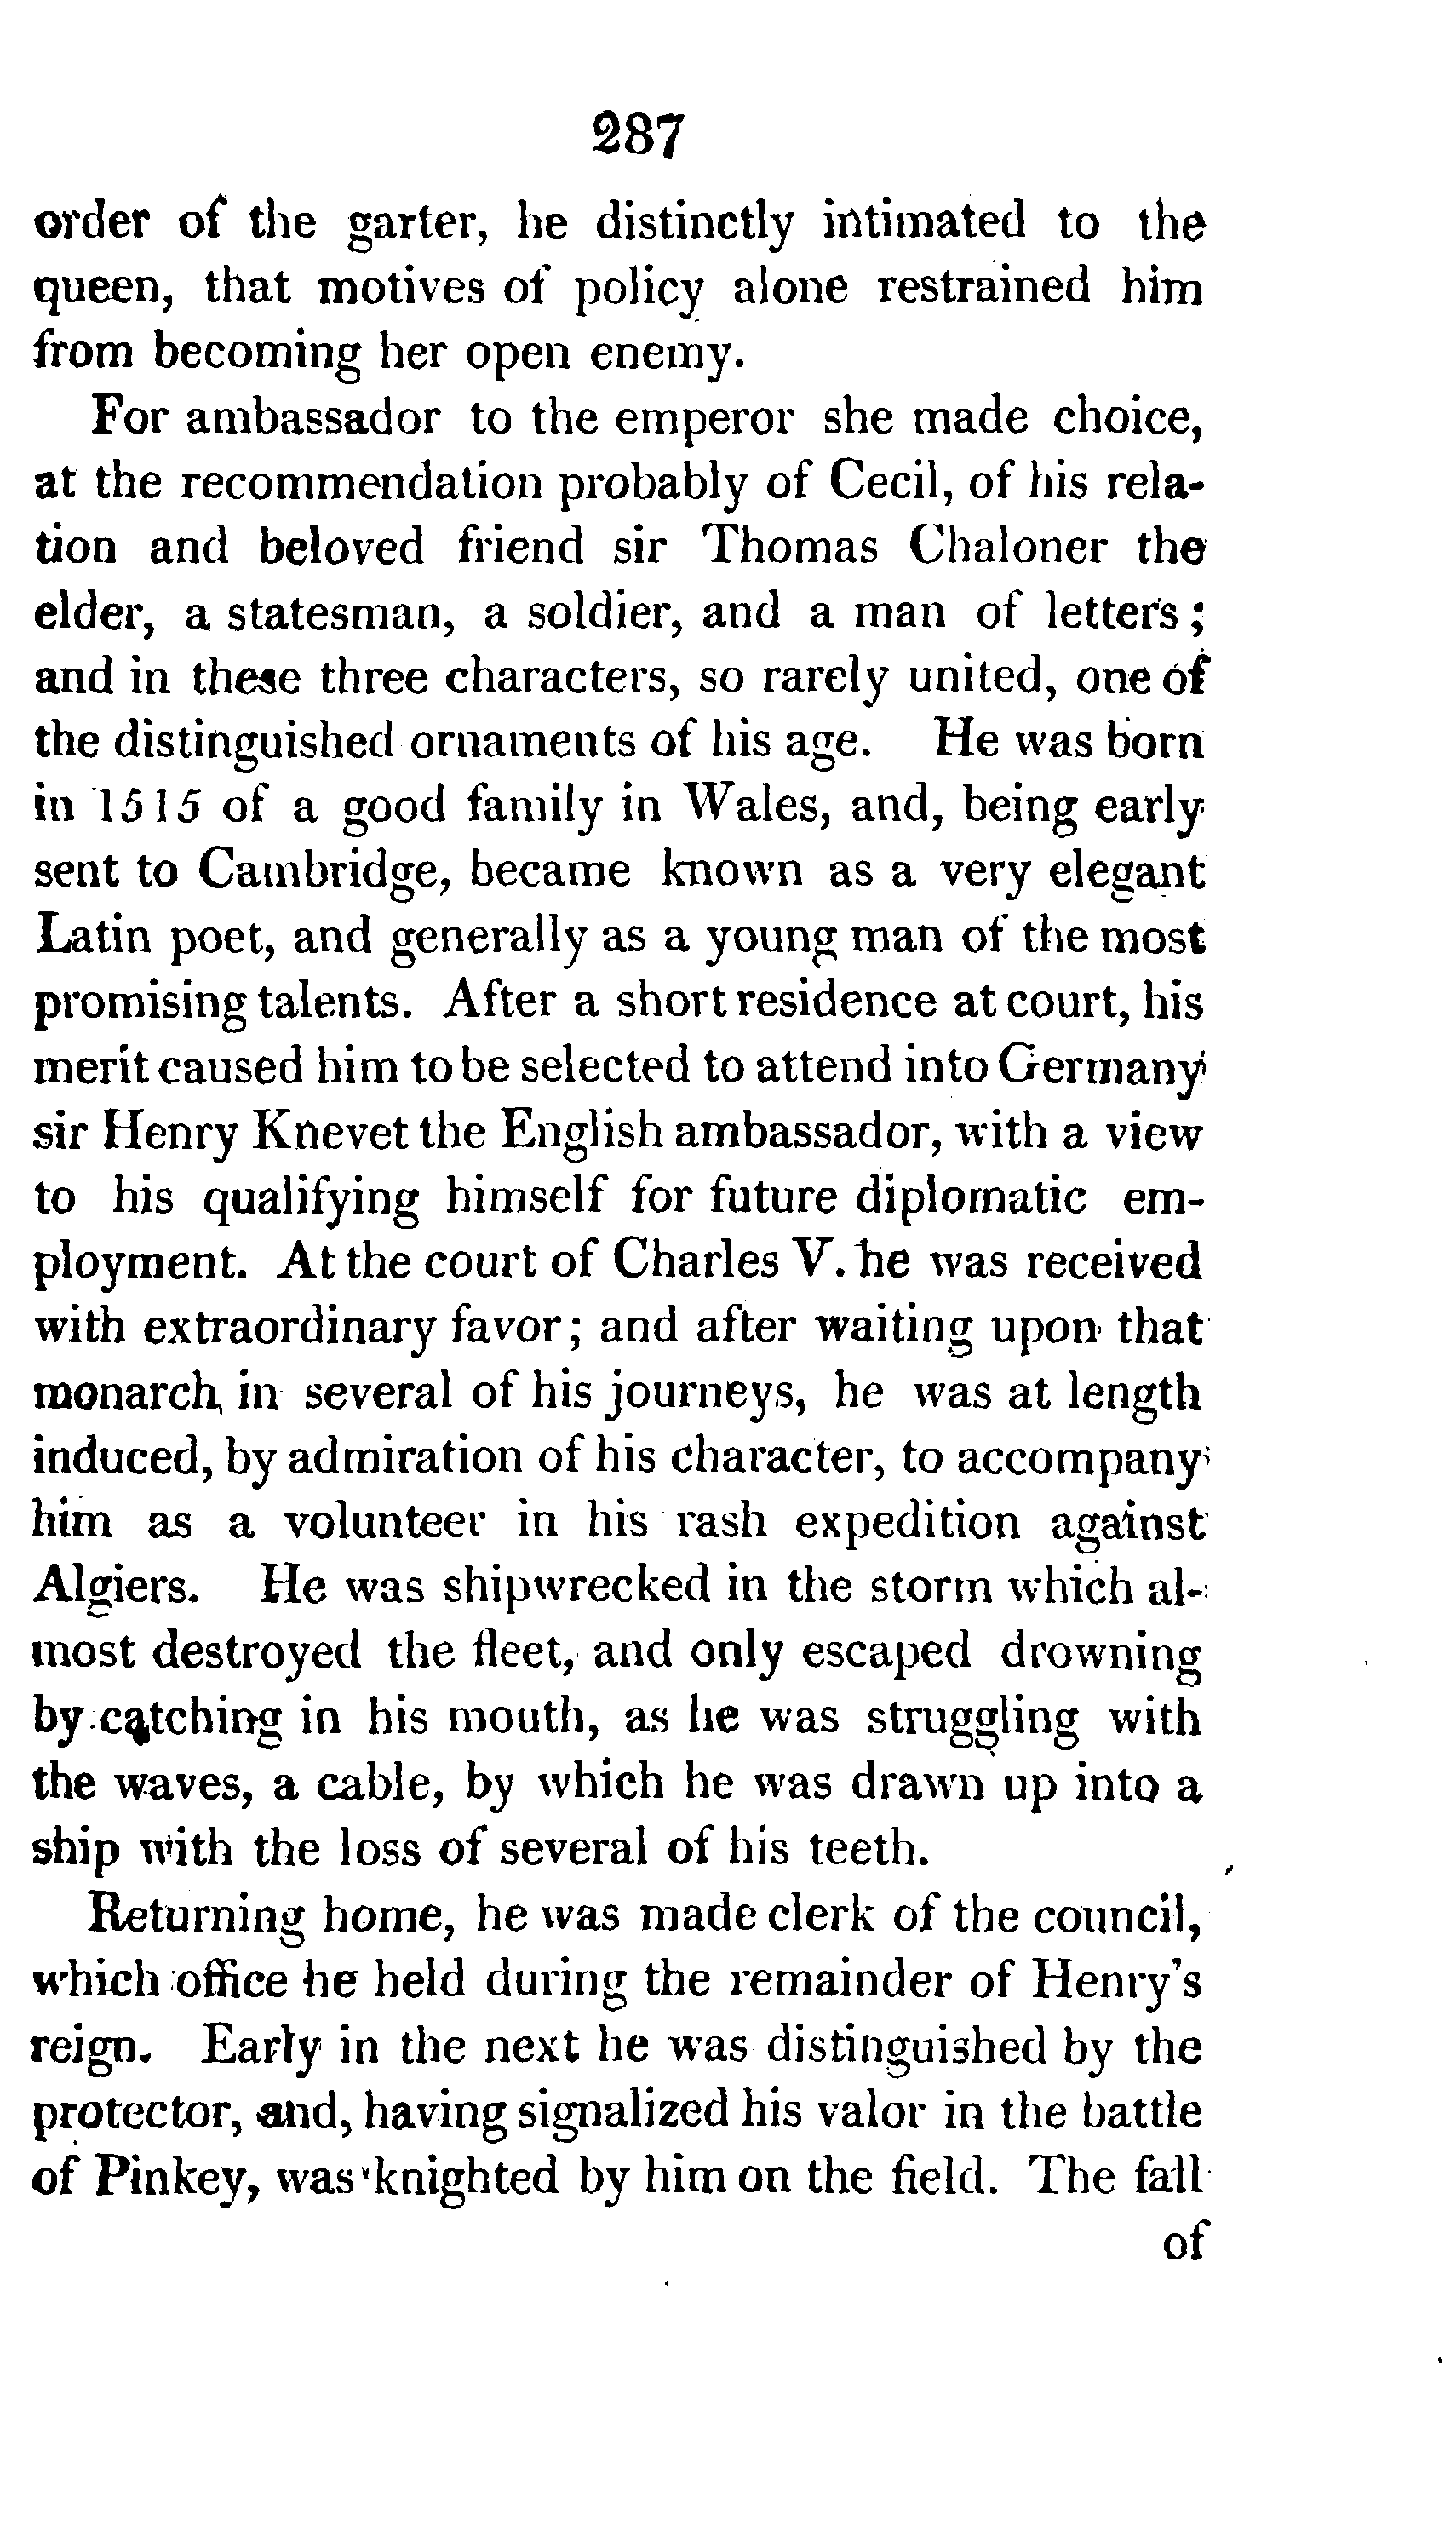 287
order of the garter, he distinctly intimated to the
queen, that motives of policy alone restrained him
from becoming her open enemy.
For ambassador to the emperor she made choice,
at the recommendation probably of Cecil, of his rela-
tion and beloved friend sir Thomas Chaloner the
elder, a statesman, a soldier, and a man of letters;
and in these three characters, so rarely united, one of
the distinguished ornaments of his age. He was born
in 1515 of a good family in Wales, and, being early
sent to Cambridge, became known as a very elegant
Latin poet, and generally as a young man of the most
promising talents. After a short residence at court, his
merit caused him to be selected to attend into Germany
sir Henry Knevet the English ambassador, with a view
to his qualifying himself for future diplomatic em-
ployment. At the court of Charles V. he was received
with extraordinary favor; and after waiting upon that
monarch, in several of his journeys, he was at length
induced, by admiration of his character, to accompany
him as a volunteer in his rash expedition against
Algiers. He was shipwrecked in the storm which al-
most destroyed the fleet, and only escaped drowning
by catching in his mouth, as he was struggling with
the waves, a cable, by which he was drawn up into a
ship with the loss of several of his teeth.
Returning home, he was made clerk of the council,
which office he held during the remainder of Henry's
reign. Early in the next he was distinguished by the
protector, and, having signalized his valor in the battle
of Pinkey, was knighted by him on the field. The fall
of